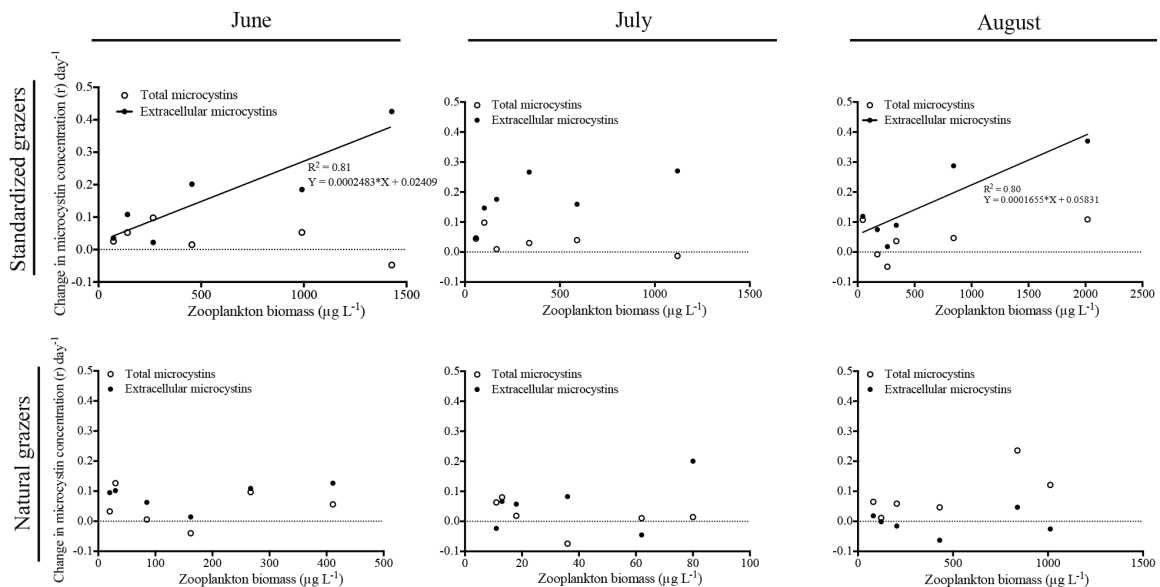 June
July
August
Standardized grazers
Change in microcystin concentration (r) day-1
0.5
0.4
0.3
0.2
0.1
0.0
-0.1
Total microcystins
Extracellular microcystins
R2 = 0.81
Y = 0.0002483*X + 0.02409
0
500
1000
1500
Zooplankton biomass (µg L-1)
0.5
0.4
0.3
0.2
0.1
0.0
-0.1
Total microcystins
Extracellular microcystins
0
500
1000
1500
Zooplankton biomass (µg L-1)
0.5
0.4
0.3
0.2
0.1
0.0
-0.1
Total microcystins
Extracellular microcystins
R2 = 0.80
Y = 0.0001655*X + 0.05831
0
500
1000
1500
2000
2500
Zooplankton biomass (µg L-1)
Natural grazers
Change in microcystin concentration (r) day-1
0.5
0.4
0.3
0.2
0.1
0.0
-0.1
Total microcystins
Extracellular microcystins
0
100
200
300
400
500
Zooplankton biomass (µg L-1)
0.5
0.4
0.3
0.2
0.1
0.0
-0.1
Total microcystins
Extracellular microcystins
0
20
40
60
80
100
Zooplankton biomass (µg L-1)
0.5
0.4
0.3
0.2
0.1
0.0
-0.1
Total microcystins
Extracellular microcystins
0
500
1000
1500
Zooplankton biomass (µg L-1)